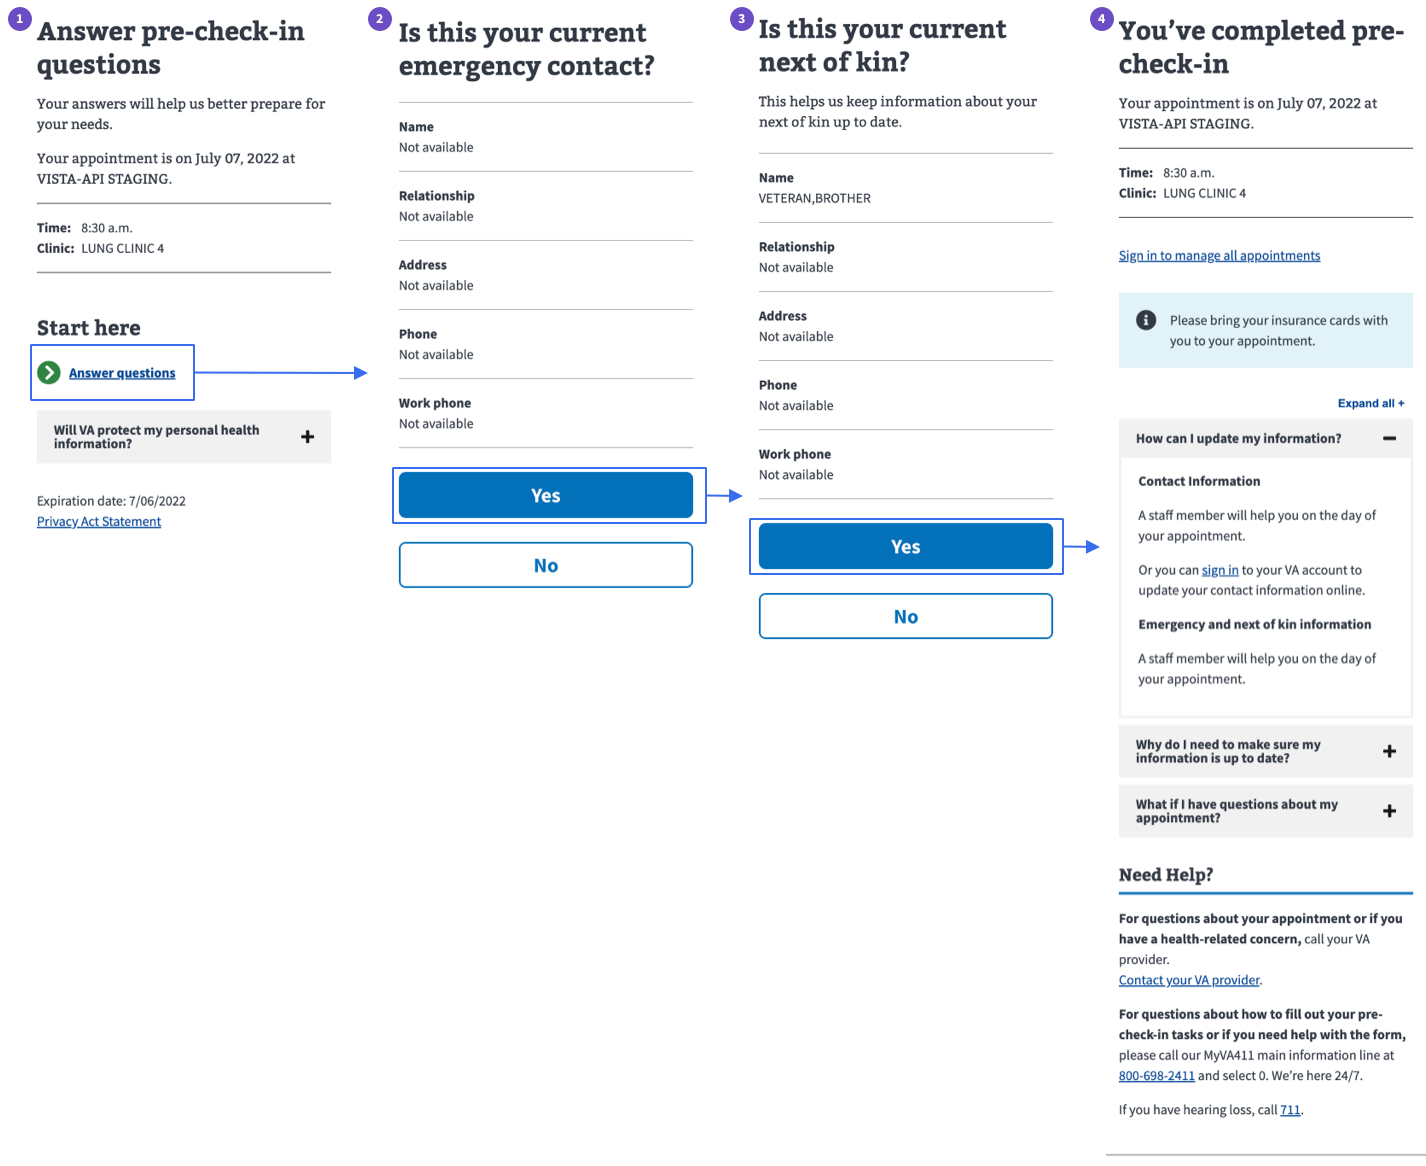 1
Answer pre-check-in
questions
Your answers will help us better prepare for
your needs.
Your appointment is on July 07, 2022 at
VISTA-API STAGING.
Time: 8:30 a.m.
Clinic: LUNG CLINIC 4
Start here
Answer questions
Will VA protect my personal health
information?
Expiration date: 7/06/2022
Privacy Act Statement
2
Is this your current
emergency contact?
Name
Not available
Relationship
Not available
Address
Not available
Phone
Not available
Work phone
Not available
Yes
No
3
Is this your current
next of kin?
This helps us keep information about your
next of kin up to date.
Name
VETERAN,BROTHER
Relationship
Not available
Address
Not available
Phone
Not available
Work phone
Not available
Yes
No
4
You’ve completed pre-
check-in
Your appointment is on July 07, 2022 at
VISTA-API STAGING.
Time: 8:30 a.m.
Clinic: LUNG CLINIC 4
Sign in to manage all appointments
Please bring your insurance cards with
you to your appointment.
Expand all +
How can I update my information?
Contact Information
A staff member will help you on the day of
your appointment.
Or you can sign in to your VA account to
update your contact information online.
Emergency and next of kin information
A staff member will help you on the day of
your appointment.
Why do I need to make sure my
information is up to date?
What if I have questions about my
appointment?
Need Help?
For questions about your appointment or if you
have a health-related concern, call your VA
provider.
Contact your VA provider.
For questions about how to fill out your pre-
check-in tasks or if you need help with the form,
please call our MyVA411 main information line at
800-698-2411 and select 0. We’re here 24/7.
If you have hearing loss, call 711.